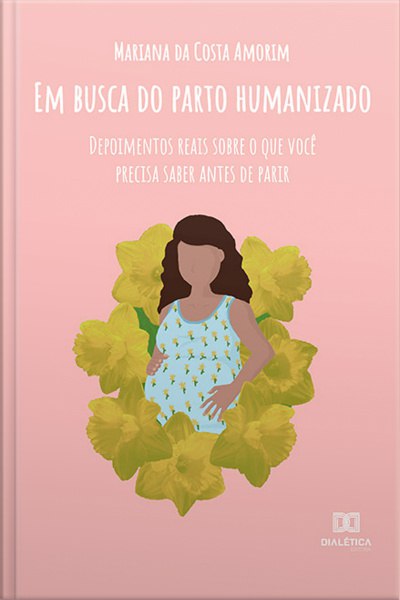 Mariana da Costa Amorim
Em busca do parto humanizado
Depoimentos reais sobre o que você
precisa saber antes de parir
DIALÉTICA
EDITORA